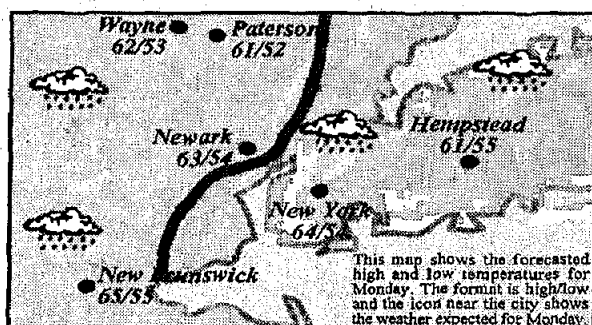 Wayne
62/53
Paterson
61/52
Newark
63/54
Hempstead
61/55
New York
64/54
New Brunswick
65/55
This map shows the forecasted
high and low temperatures for
Monday. The format is high/low
and the icon near the city shows
the weather expected for Monday.